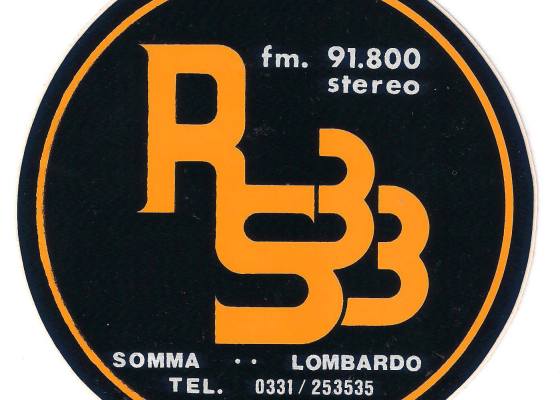 fm. 91.800
stereo
RS33
SOMMA · · LOMBARDO
TEL. 0331/253535